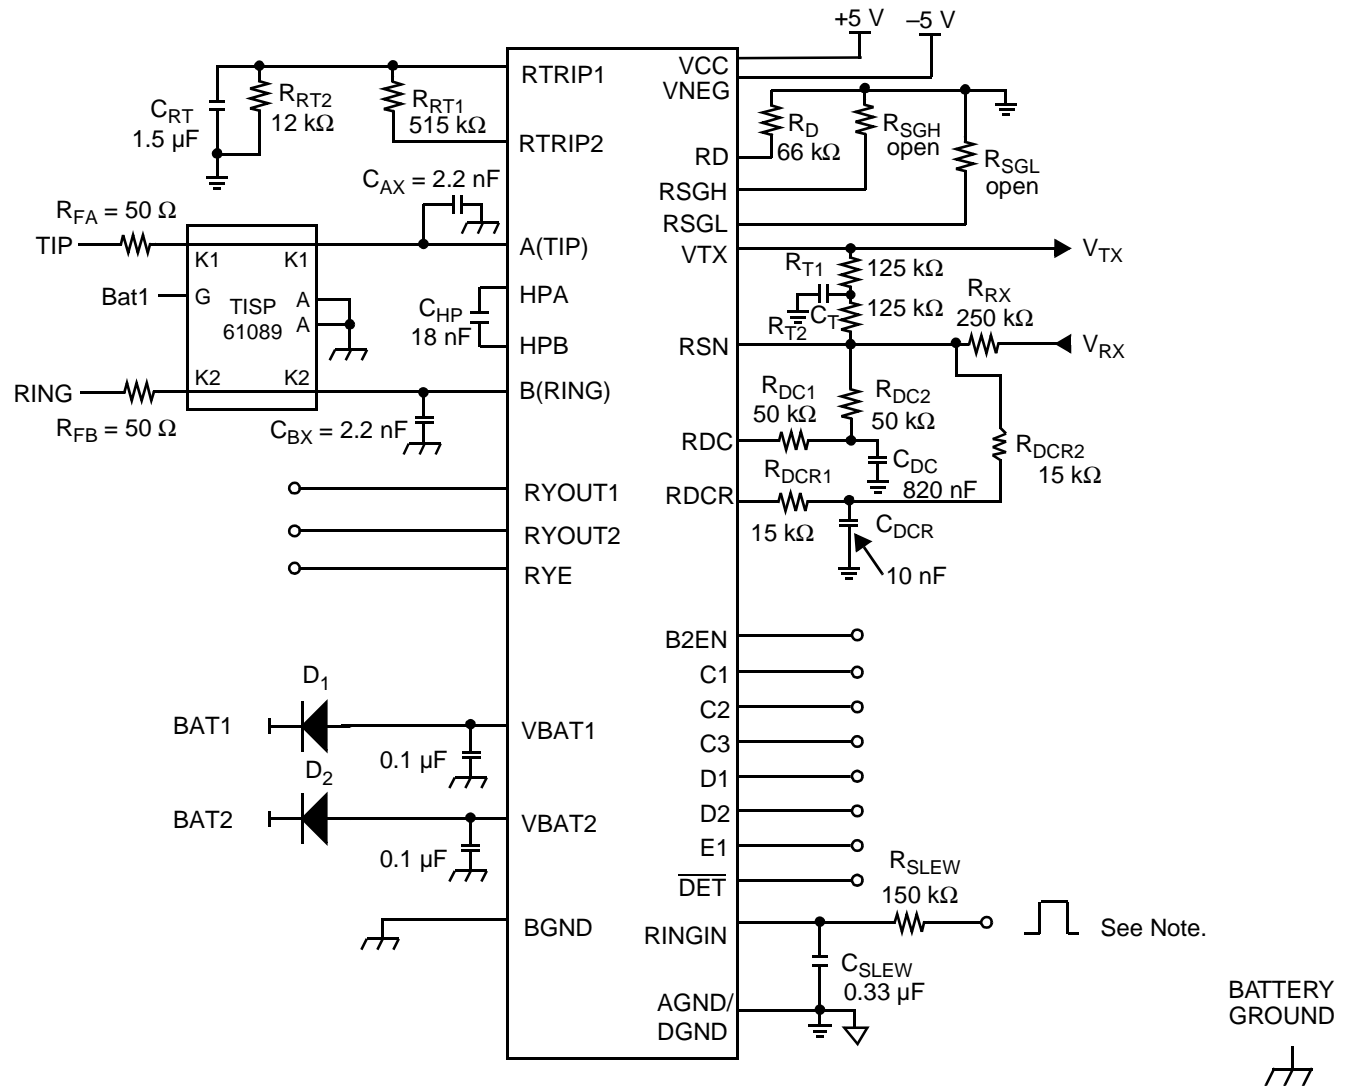 +5 V
–5 V
RTRIP1
VCC
VNEG
C_RT
1.5 µF
R_RT2
12 kΩ
R_RT1
515 kΩ
RTRIP2
R_D
66 kΩ
R_SGH
open
R_SGL
open
RD
RSGH
RSGL
C_AX = 2.2 nF
R_FA = 50 Ω
TIP
K1
K1
A(TIP)
VTX
V_TX
R_T1
125 kΩ
Bat1
G
TISP
61089
A
A
C_HP
18 nF
HPA
HPB
C_T
R_T2
125 kΩ
R_RX
250 kΩ
RSN
V_RX
RING
K2
K2
B(RING)
R_FB = 50 Ω
C_BX = 2.2 nF
R_DC1
50 kΩ
R_DC2
50 kΩ
RDC
C_DC
820 nF
R_DCR2
15 kΩ
R_DCR1
15 kΩ
RDCR
C_DCR
10 nF
RYOUT1
RYOUT2
RYE
B2EN
C1
C2
C3
D1
D2
E1
DET
D_1
BAT1
0.1 µF
VBAT1
D_2
BAT2
0.1 µF
VBAT2
BGND
R_SLEW
150 kΩ
RINGIN
See Note.
C_SLEW
0.33 µF
AGND/
DGND
BATTERY
GROUND